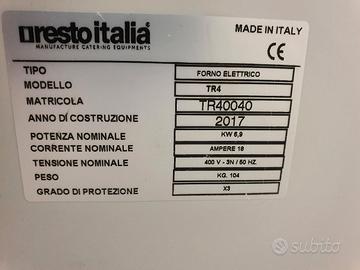 restoitalia®
MANUFACTURE CATERING EQUIPMENTS
MADE IN ITALY
CE
TIPO FORNO ELETTRICO
MODELLO TR4
MATRICOLA TR40040
ANNO DI COSTRUZIONE 2017
POTENZA NOMINALE KW 6,9
CORRENTE NOMINALE AMPERE 18
TENSIONE NOMINALE 400 V - 3N / 50 HZ.
PESO KG. 104
GRADO DI PROTEZIONE X3
subito